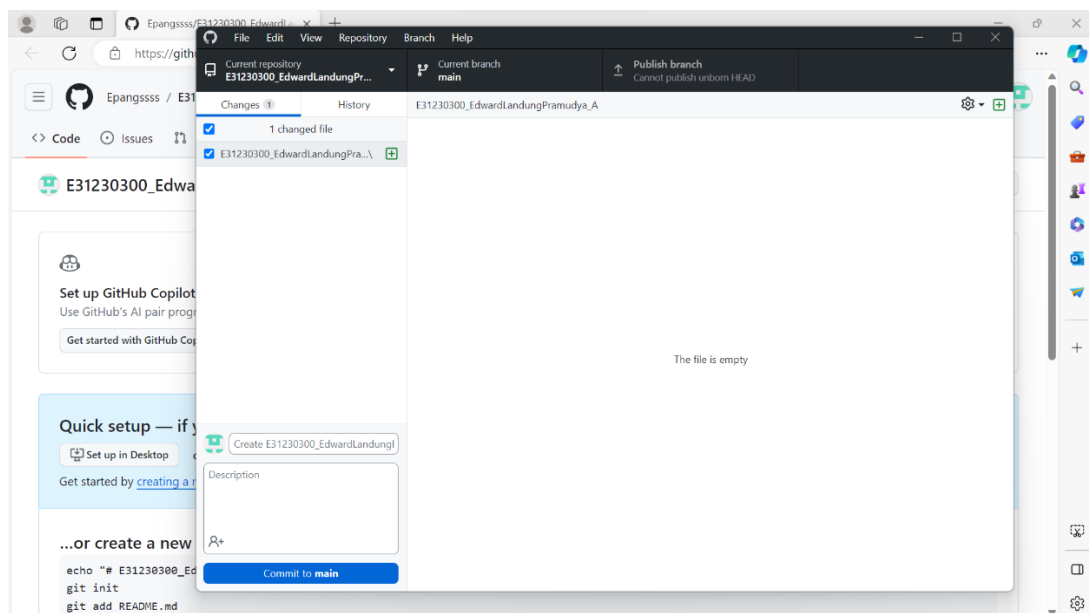 Epangssss/E31230300_EdwardLa
https://gith
Epangssss / E31
Code
Issues
E31230300_Edwa
Set up GitHub Copilot
Use GitHub's AI pair progr
Get started with GitHub Cop
Quick setup — if y
Set up in Desktop
Get started by creating a r
...or create a new
echo "# E31230300_Ed
git init
git add README.md
File Edit View Repository Branch Help
Current repository
E31230300_EdwardLandungPr...
Current branch
main
Publish branch
Cannot publish unborn HEAD
Changes 1
History
E31230300_EdwardLandungPramudya_A
1 changed file
E31230300_EdwardLandungPra...\
The file is empty
Create E31230300_EdwardLandungI
Description
Commit to main